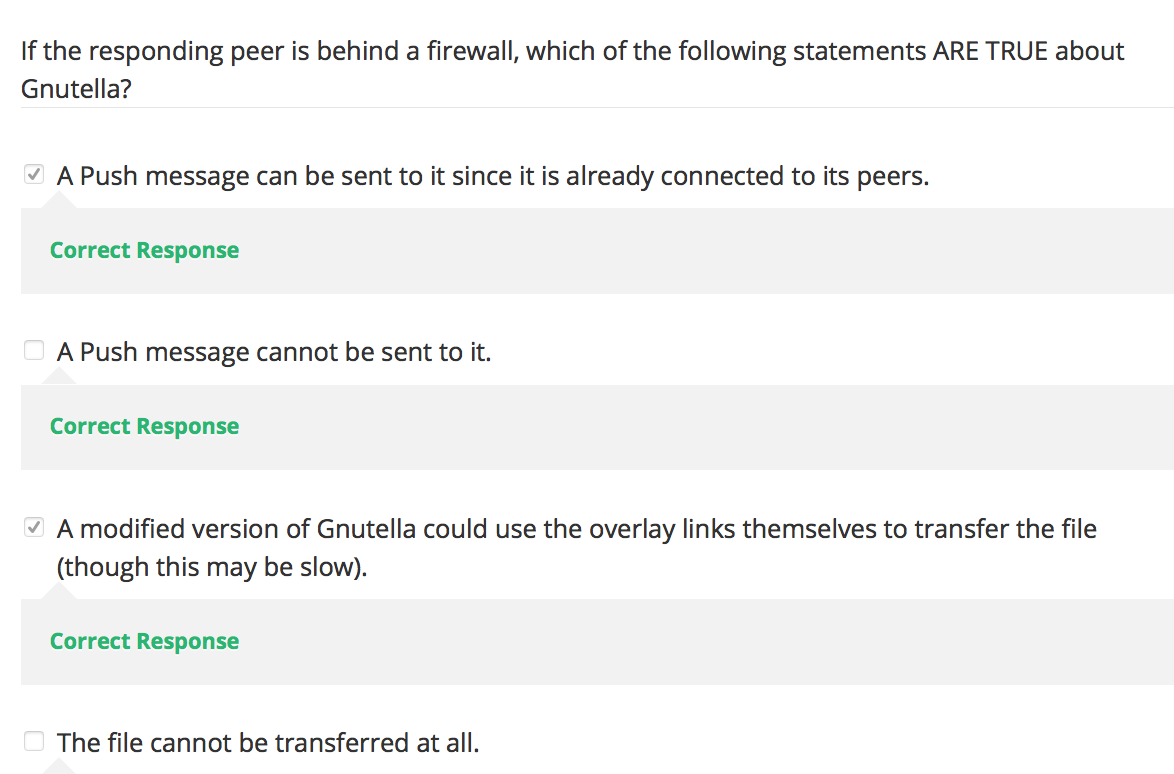 If the responding peer is behind a firewall, which of the following statements ARE TRUE about
Gnutella?
A Push message can be sent to it since it is already connected to its peers.
Correct Response
A Push message cannot be sent to it.
Correct Response
A modified version of Gnutella could use the overlay links themselves to transfer the file
(though this may be slow).
Correct Response
The file cannot be transferred at all.